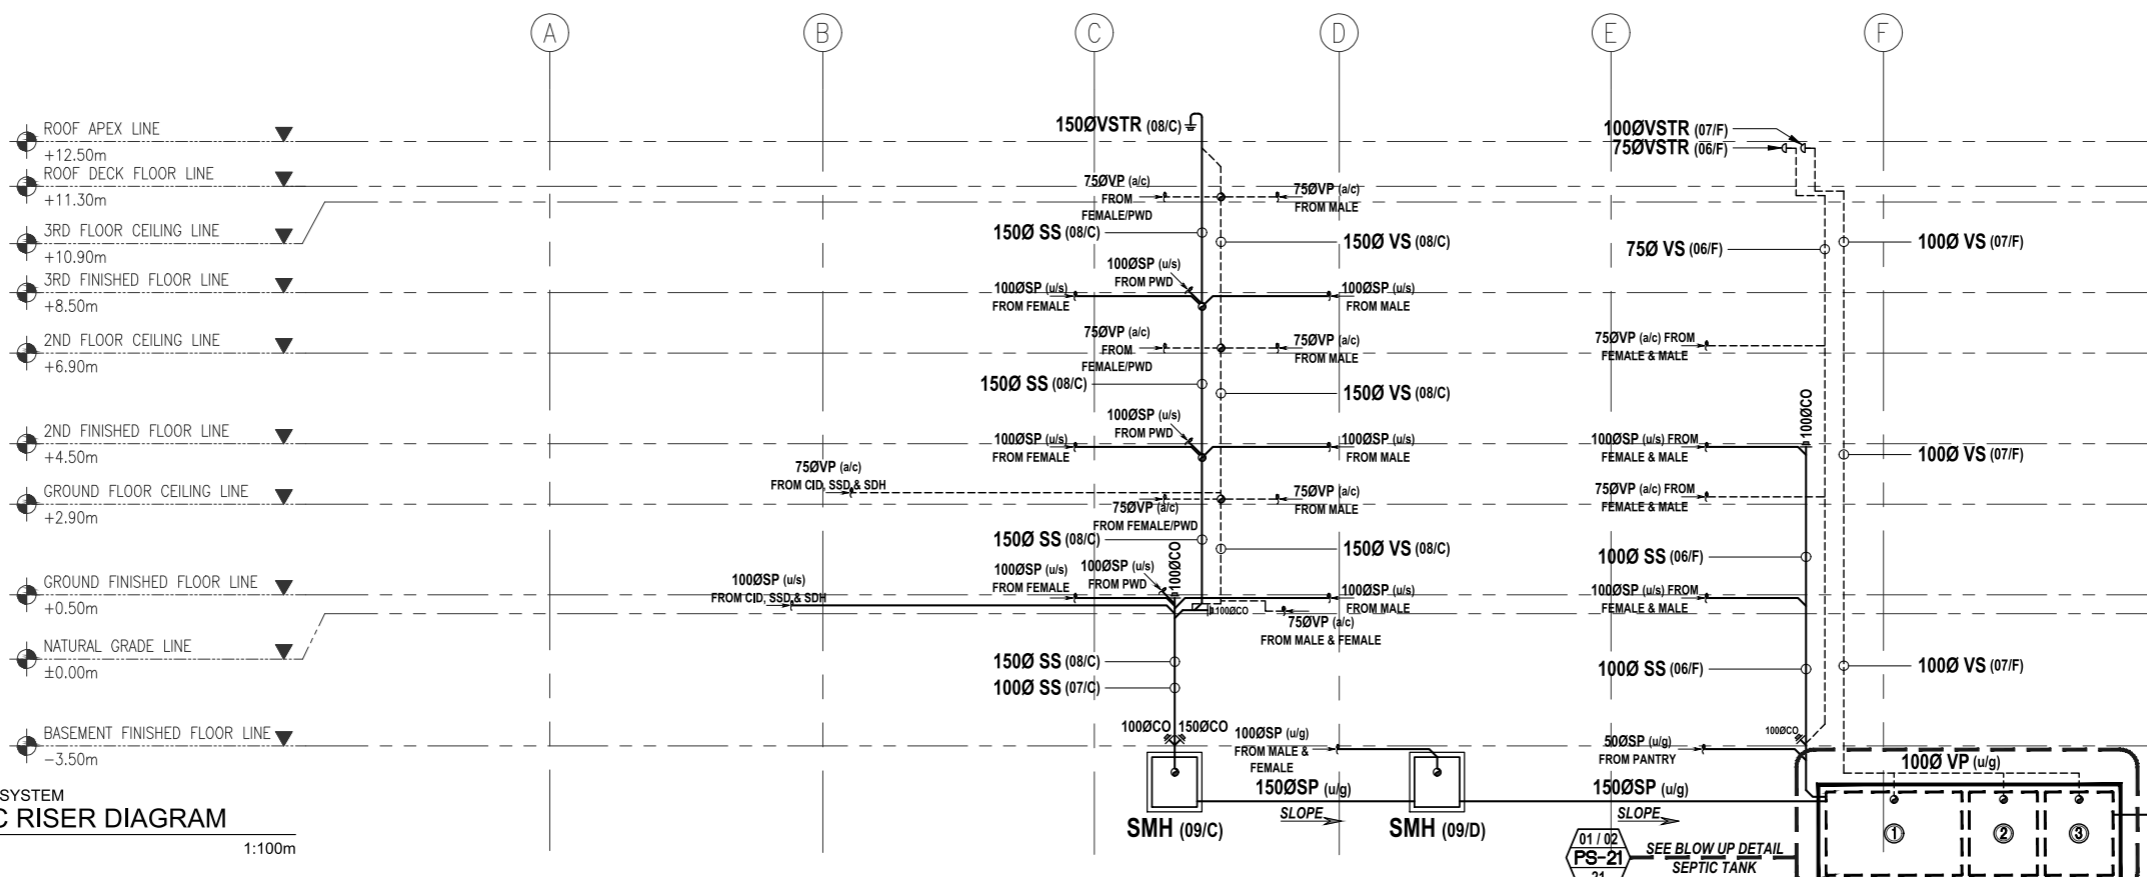 A
B
C
D
E
F
ROOF APEX LINE
+12.50m
ROOF DECK FLOOR LINE
+11.30m
3RD FLOOR CEILING LINE
+10.90m
3RD FINISHED FLOOR LINE
+8.50m
2ND FLOOR CEILING LINE
+6.90m
2ND FINISHED FLOOR LINE
+4.50m
GROUND FLOOR CEILING LINE
+2.90m
GROUND FINISHED FLOOR LINE
+0.50m
NATURAL GRADE LINE
±0.00m
BASEMENT FINISHED FLOOR LINE
-3.50m
SYSTEM
C RISER DIAGRAM
1:100m
150ØVSTR (08/C)
75ØVP (a/c)
FROM
FEMALE/PWD
75ØVP (a/c)
FROM MALE
150Ø SS (08/C)
150Ø VS (08/C)
100ØSP (u/s)
FROM PWD
100ØSP (u/s)
FROM FEMALE
100ØSP (u/s)
FROM MALE
75ØVP (a/c)
FROM
FEMALE/PWD
75ØVP (a/c)
FROM MALE
150Ø SS (08/C)
150Ø VS (08/C)
100ØSP (u/s)
FROM PWD
100ØSP (u/s)
FROM FEMALE
100ØSP (u/s)
FROM MALE
75ØVP (a/c)
FROM CID, SSD & SDH
75ØVP (a/c)
FROM FEMALE/PWD
75ØVP (a/c)
FROM MALE
150Ø SS (08/C)
150Ø VS (08/C)
100ØCO
100ØSP (u/s)
FROM FEMALE
100ØSP (u/s)
FROM PWD
100ØSP (u/s)
FROM CID, SSD & SDH
100ØSP (u/s)
FROM MALE
100ØCO
75ØVP (a/c)
FROM MALE & FEMALE
150Ø SS (08/C)
100Ø SS (07/C)
100ØCO
150ØCO
100ØSP (u/g)
FROM MALE &
FEMALE
150ØSP (u/g)
SLOPE
SMH (09/C)
SMH (09/D)
100ØVSTR (07/F)
75ØVSTR (06/F)
75Ø VS (06/F)
100Ø VS (07/F)
75ØVP (a/c) FROM
FEMALE & MALE
100ØCO
100ØSP (u/s) FROM
FEMALE & MALE
100Ø VS (07/F)
75ØVP (a/c) FROM
FEMALE & MALE
100Ø SS (06/F)
100ØSP (u/s) FROM
FEMALE & MALE
100Ø SS (06/F)
100Ø VS (07/F)
100ØCO
50ØSP (u/g)
FROM PANTRY
100Ø VP (u/g)
150ØSP (u/g)
SLOPE
01 / 02
PS-21
21
SEE BLOW UP DETAIL
SEPTIC TANK
1
2
3